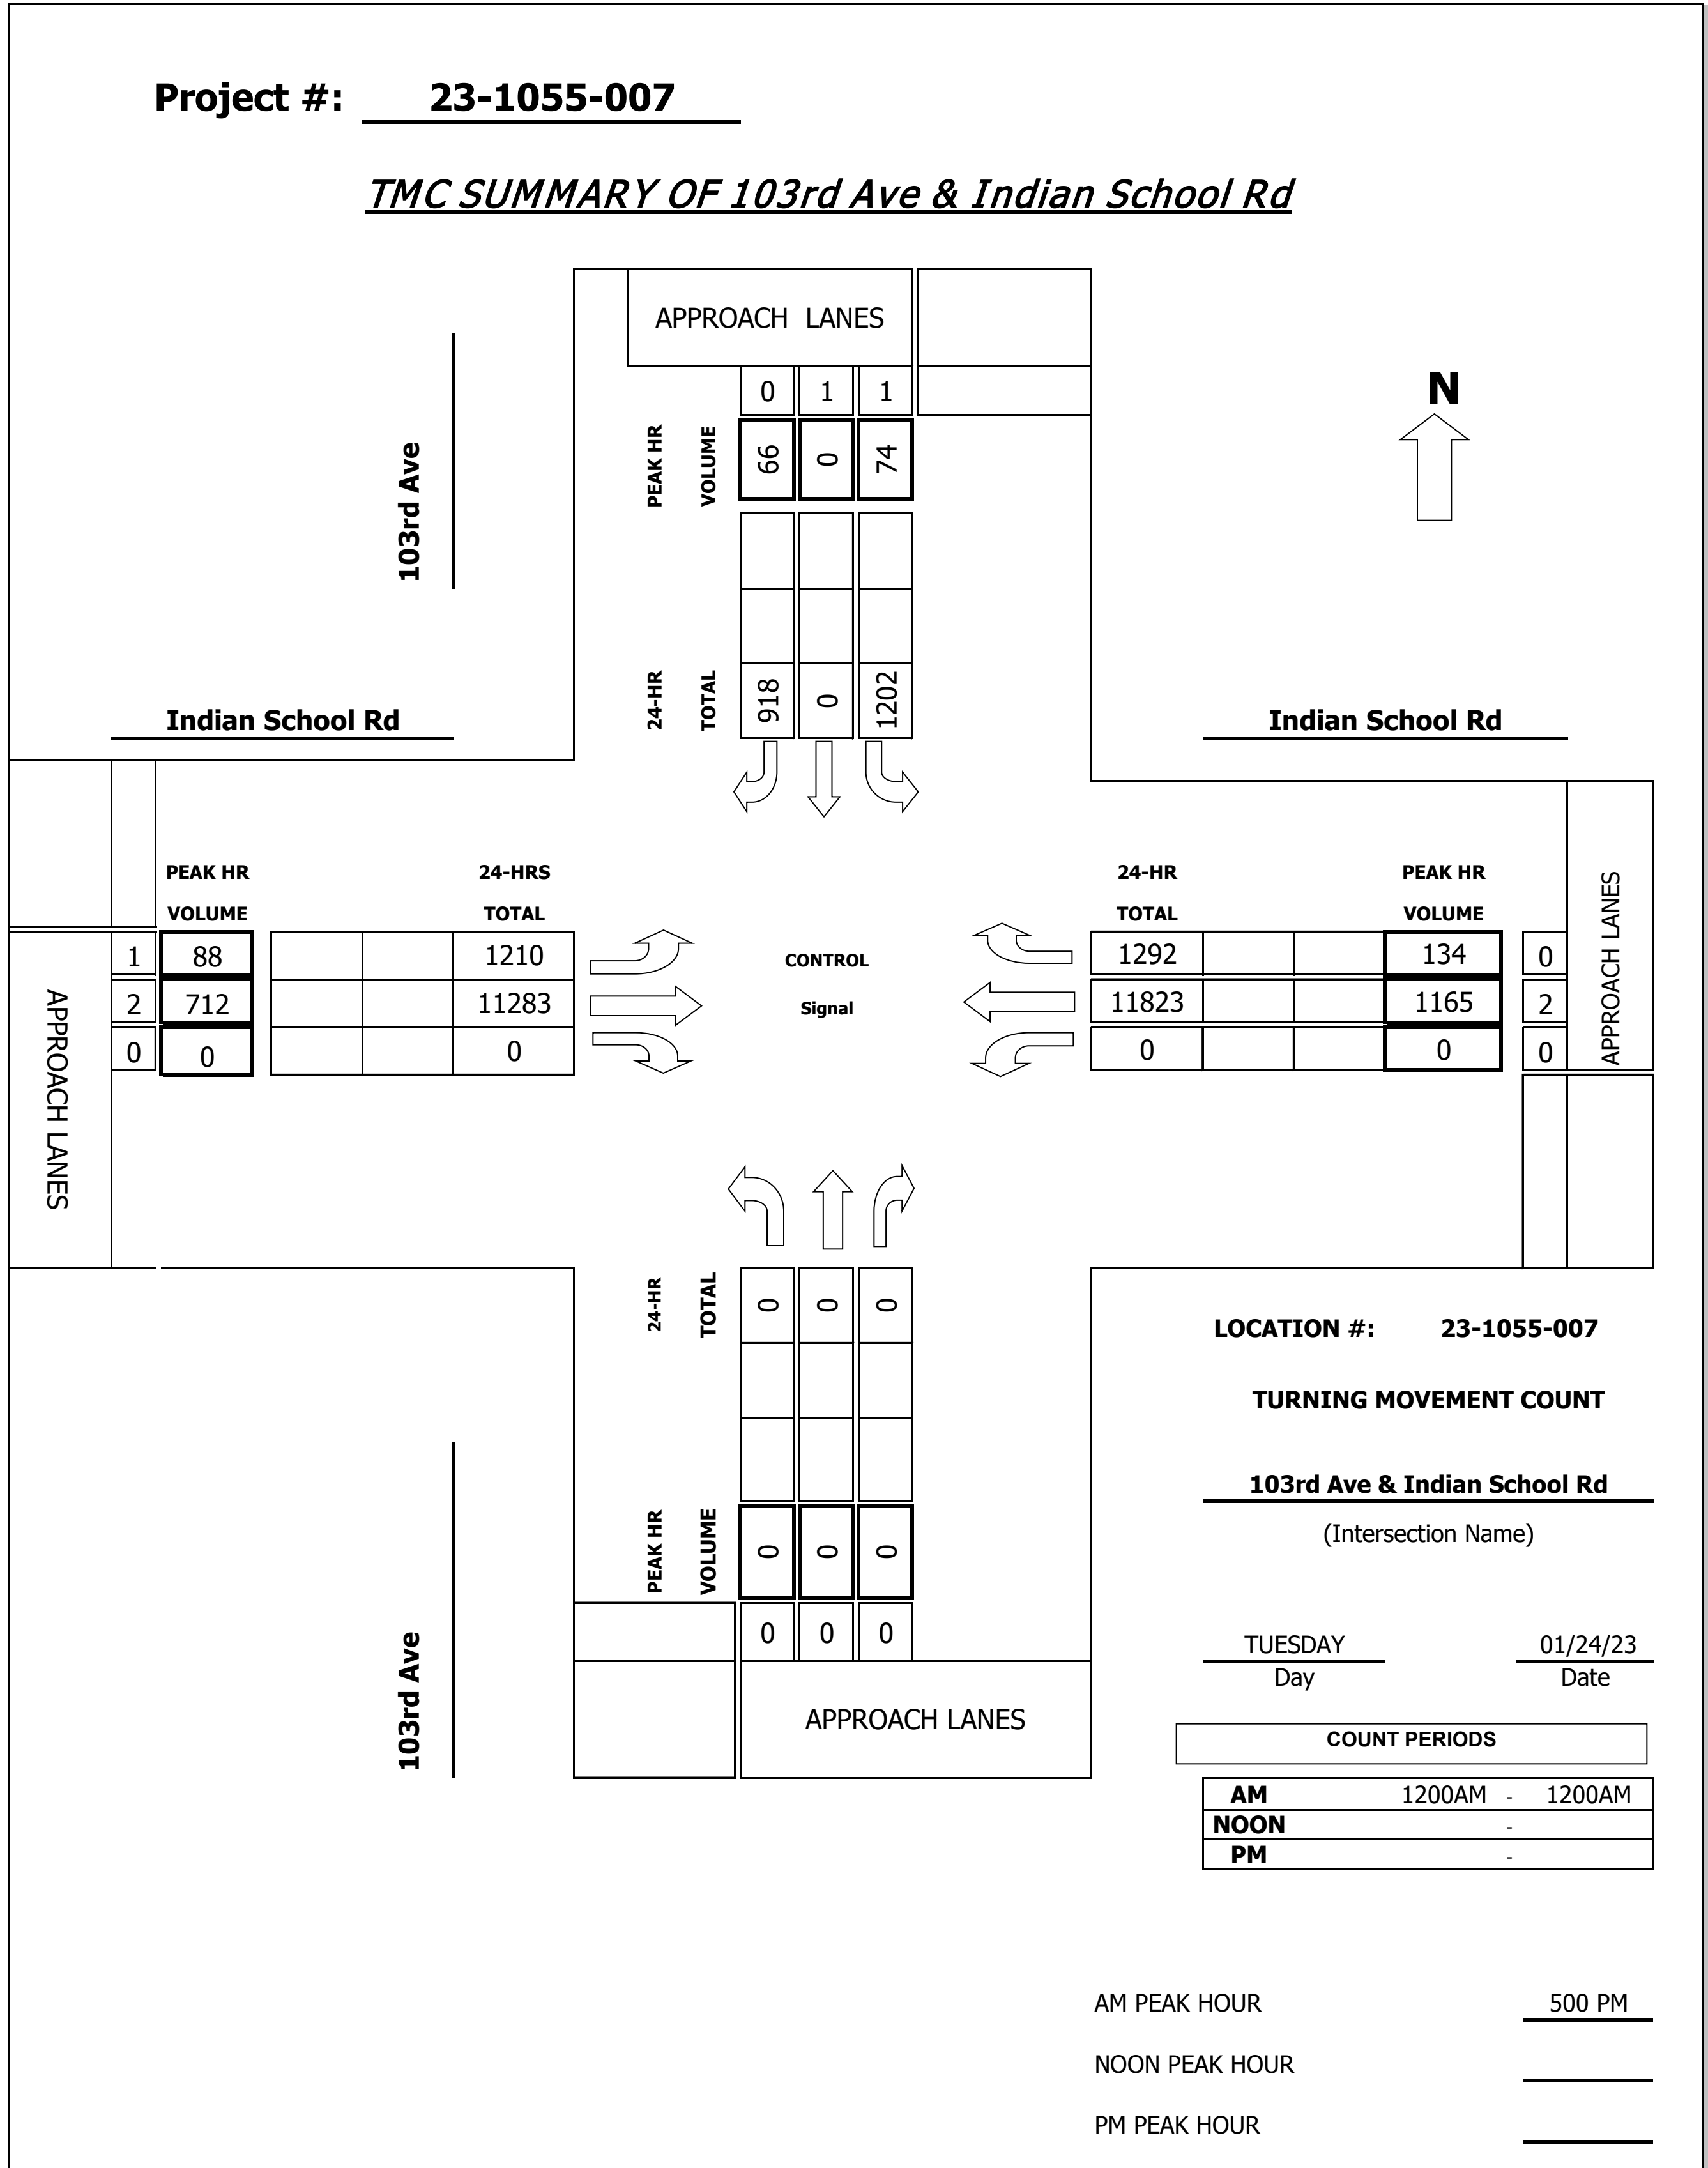 Project #: 23-1055-007
TMC SUMMARY OF 103rd Ave & Indian School Rd
APPROACH LANES
0 1 1
N
103rd Ave
PEAK HR
VOLUME
66 0 74
24-HR
TOTAL
918 0 1202
Indian School Rd
Indian School Rd
PEAK HR 24-HRS
VOLUME TOTAL
24-HR PEAK HR
TOTAL VOLUME
APPROACH LANES
1 88 1210
2 712 11283
0 0 0
CONTROL
Signal
1292 134 0
11823 1165 2
0 0 0
APPROACH LANES
24-HR
TOTAL
0 0 0
PEAK HR
VOLUME
0 0 0
0 0 0
APPROACH LANES
103rd Ave
LOCATION #: 23-1055-007
TURNING MOVEMENT COUNT
103rd Ave & Indian School Rd
(Intersection Name)
TUESDAY 01/24/23
Day Date
COUNT PERIODS
AM 1200AM - 1200AM
NOON -
PM -
AM PEAK HOUR 500 PM
NOON PEAK HOUR
PM PEAK HOUR